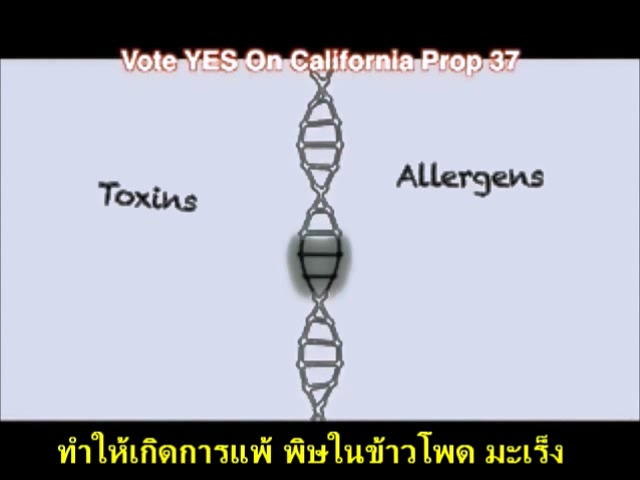 Vote YES On California Prop 37
Toxins
Allergens
ทำให้เกิดการแพ้ พิษในข้าวโพด มะเร็ง